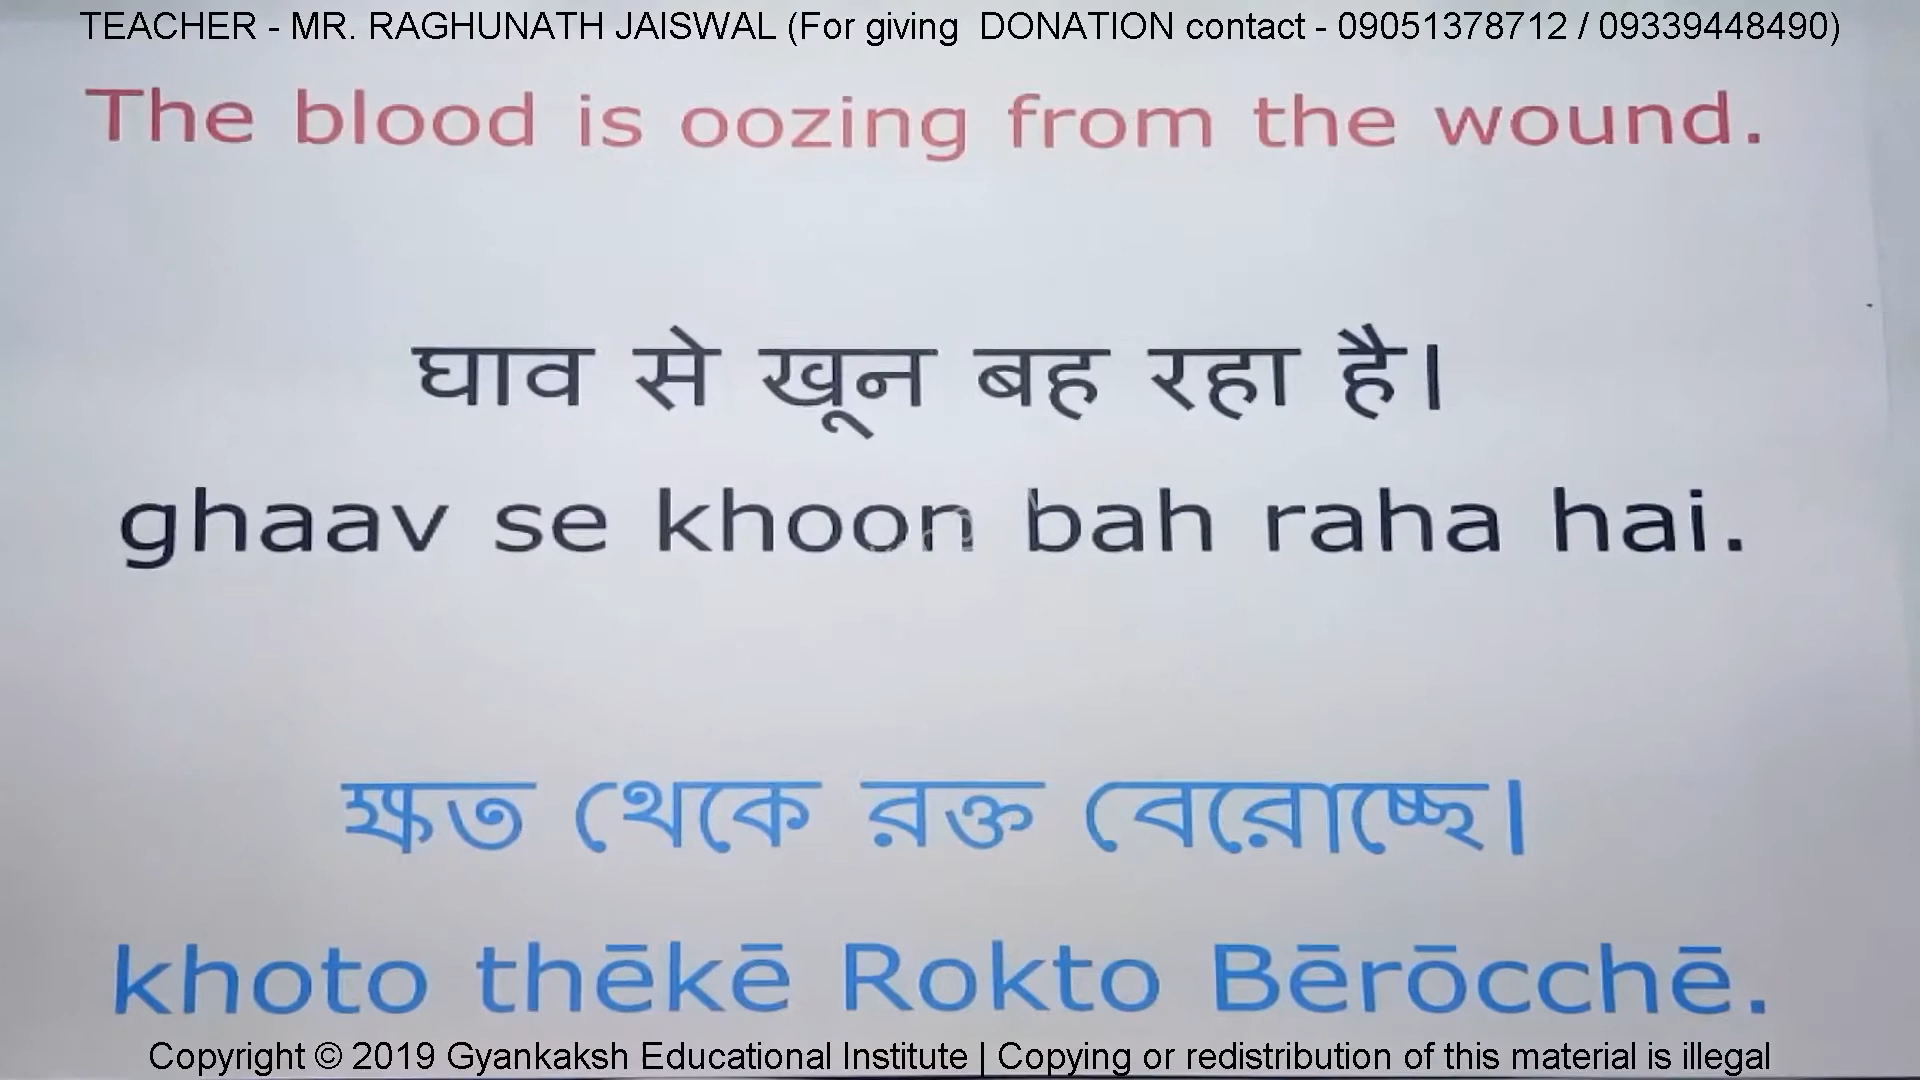 TEACHER - MR. RAGHUNATH JAISWAL (For giving  DONATION contact - 09051378712 / 09339448490)
The blood is oozing from the wound.
घाव से खून बह रहा है।
ghaav se khoon bah raha hai.
ক্ষত থেকে রক্ত বেরোচ্ছে।
khoto thēkē Rokto Bērōcchē.
Copyright © 2019 Gyankaksh Educational Institute | Copying or redistribution of this material is illegal